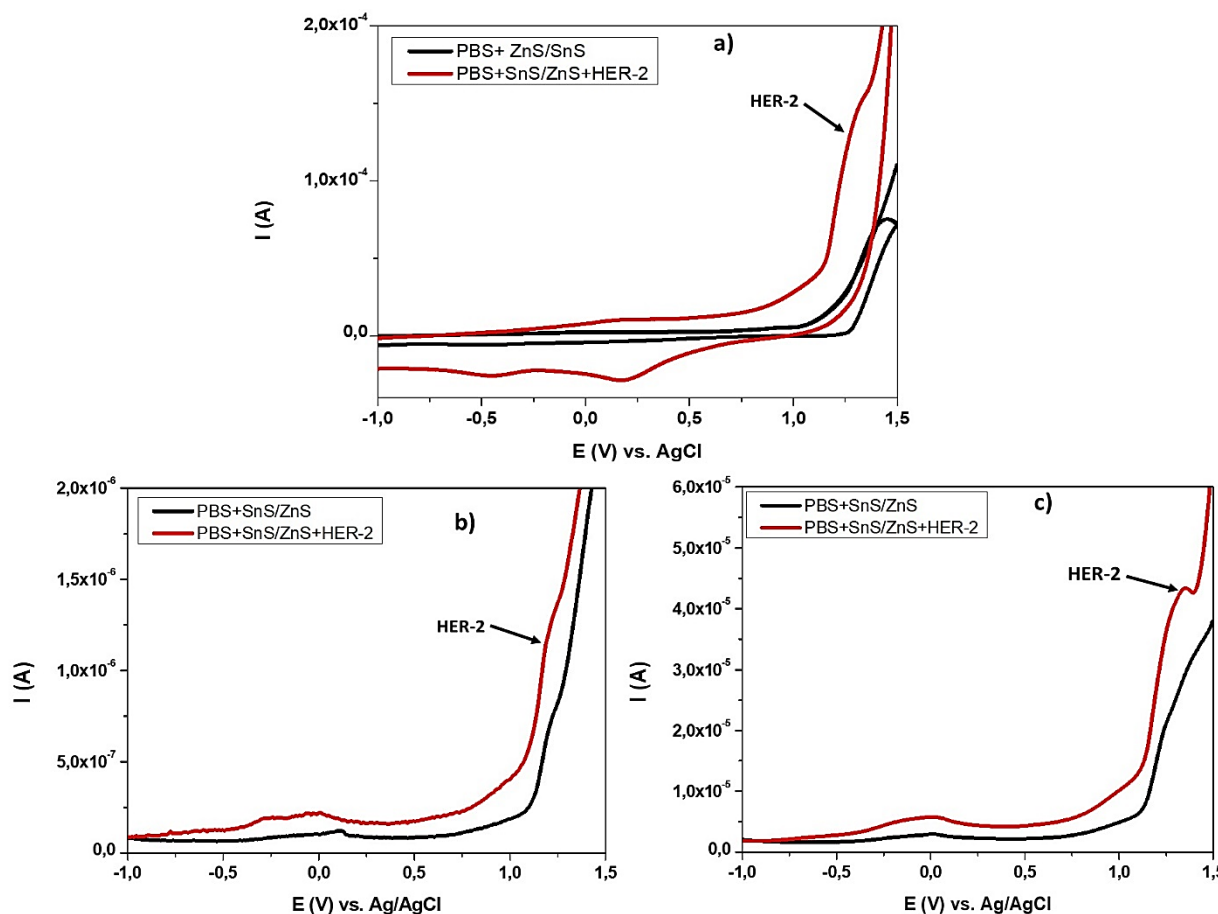 2,0x10⁻⁴
PBS+ ZnS/SnS
PBS+SnS/ZnS+HER-2
a)
HER-2
1,0x10⁻⁴
I (A)
0,0
-1,0 -0,5 0,0 0,5 1,0 1,5
E (V) vs. AgCl
2,0x10⁻⁶
PBS+SnS/ZnS
PBS+SnS/ZnS+HER-2
b)
1,5x10⁻⁶
HER-2
1,0x10⁻⁶
I (A)
5,0x10⁻⁷
0,0
-1,0 -0,5 0,0 0,5 1,0 1,5
E (V) vs. Ag/AgCl
6,0x10⁻⁵
PBS+SnS/ZnS
PBS+SnS/ZnS+HER-2
c)
5,0x10⁻⁵
HER-2
4,0x10⁻⁵
3,0x10⁻⁵
I (A)
2,0x10⁻⁵
1,0x10⁻⁵
0,0
-1,0 -0,5 0,0 0,5 1,0 1,5
E (V) vs. Ag/AgCl